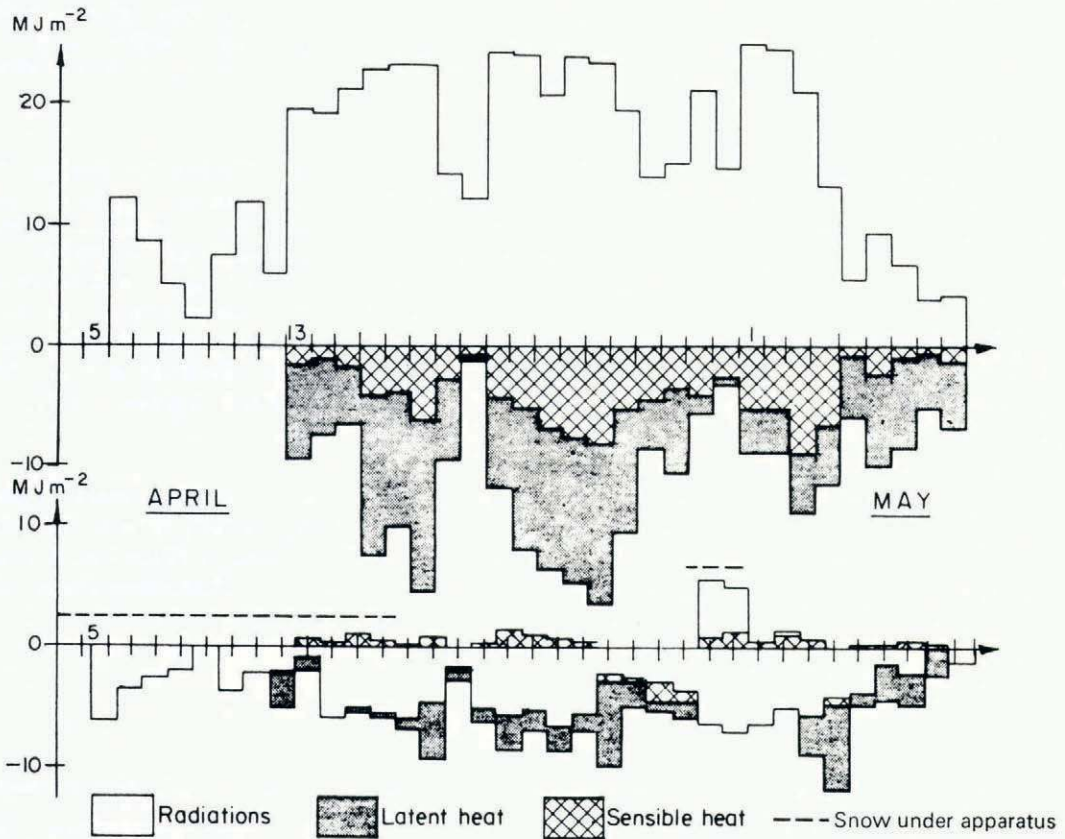 MJm⁻²
20
10
5
13
1
0
-10
MJm⁻²
APRIL
MAY
10
5
0
-10
Radiations
Latent heat
Sensible heat
Snow under apparatus